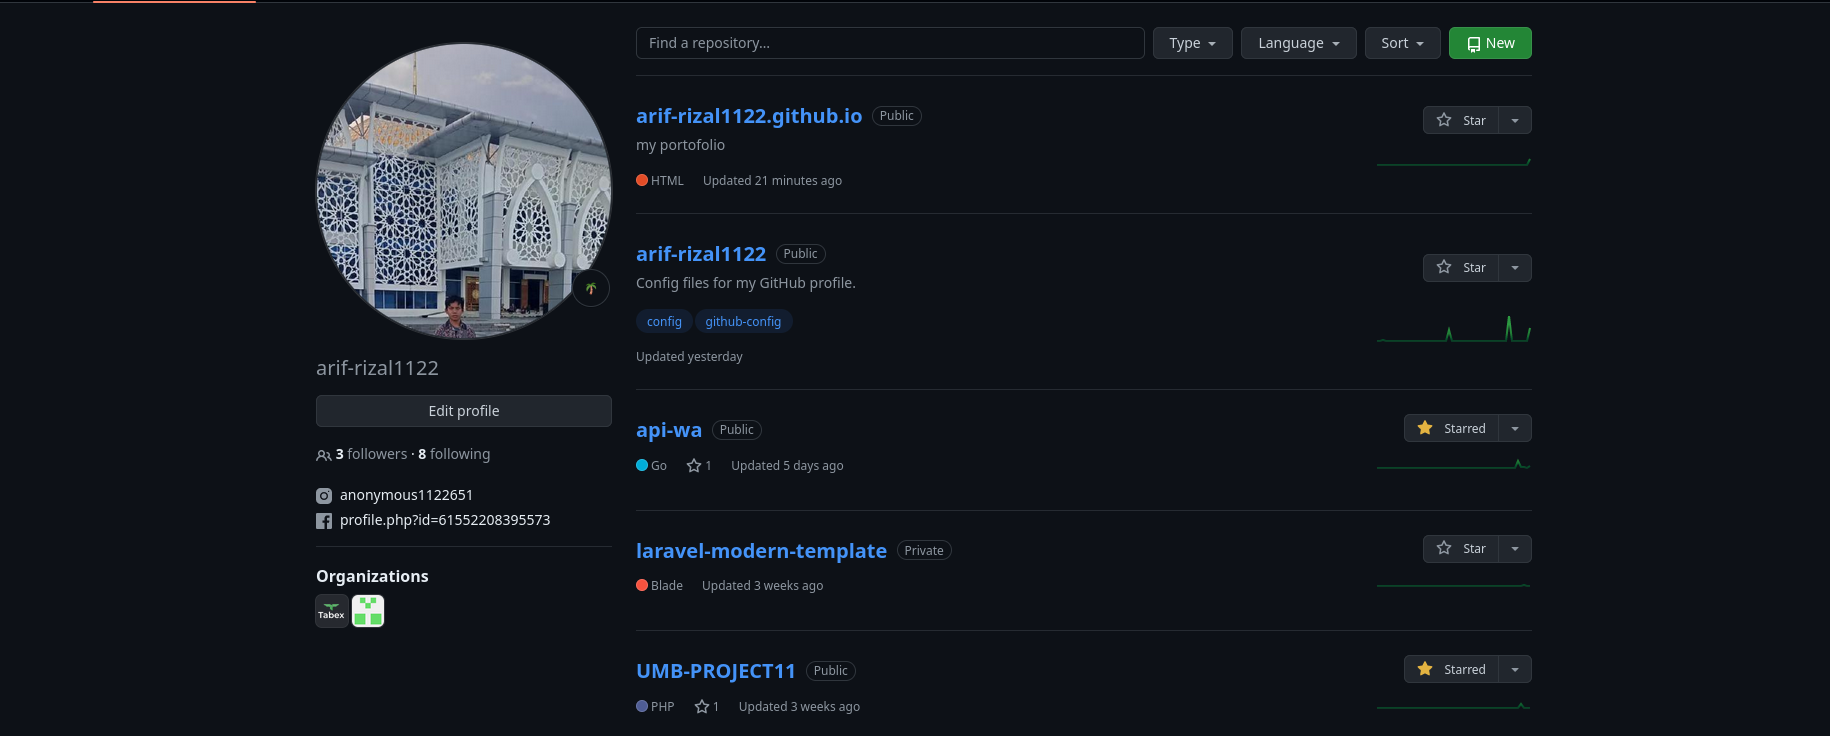 Find a repository...
Type
Language
Sort
New
arif-rizal1122.github.io Public
Star
my portofolio
HTML Updated 21 minutes ago
arif-rizal1122 Public
Star
Config files for my GitHub profile.
config github-config
Updated yesterday
api-wa Public
Starred
Go 1 Updated 5 days ago
laravel-modern-template Private
Star
Blade Updated 3 weeks ago
UMB-PROJECT11 Public
Starred
PHP 1 Updated 3 weeks ago
arif-rizal1122
Edit profile
3 followers · 8 following
anonymous1122651
profile.php?id=61552208395573
Organizations
Tabex